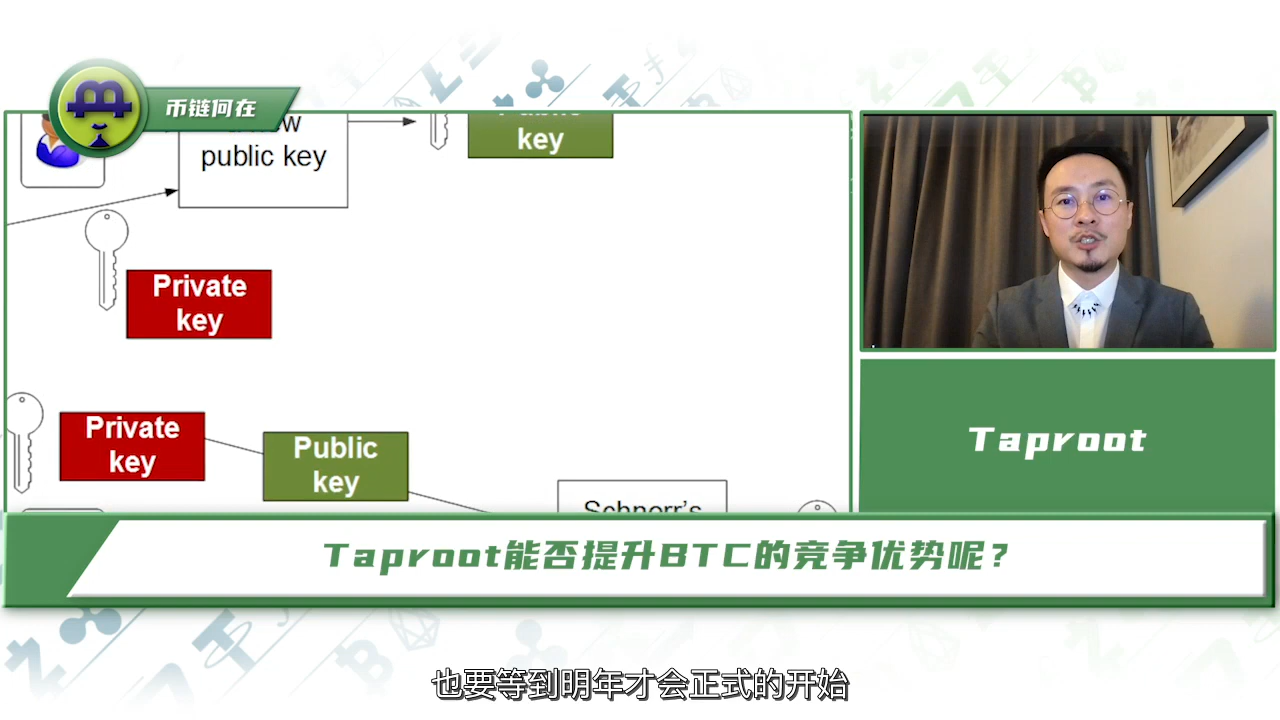 币链何在
public key
key
Private
key
Private
key
Public
key
Schnorr's
Taproot
Taproot能否提升BTC的竞争优势呢?
也要等到明年才会正式的开始